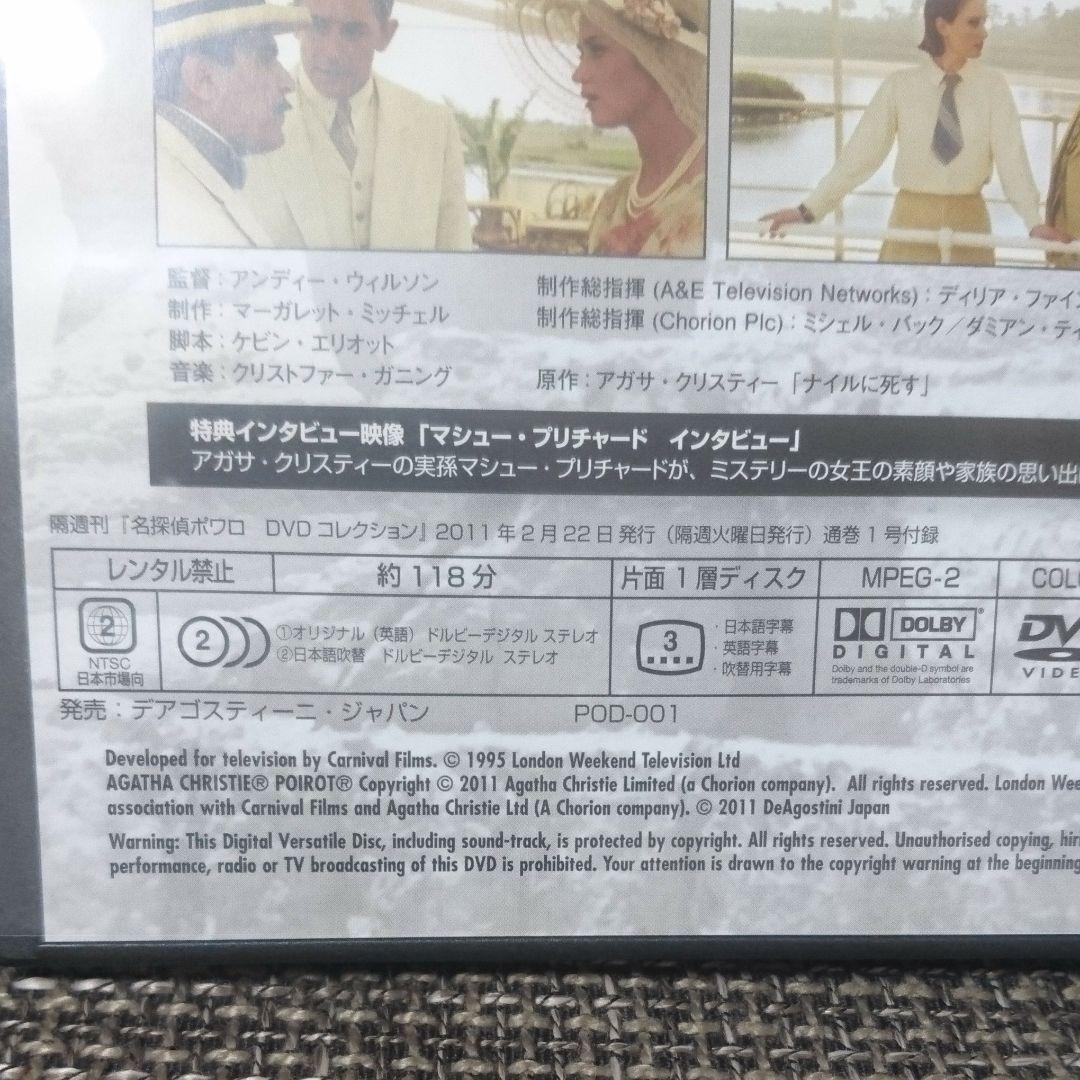 監督：アンディー・ウィルソン
制作：マーガレット・ミッチェル
脚本：ケビン・エリオット
音楽：クリストファー・ガニング
制作総指揮 (A&E Television Networks)：ディリア・ファイン
制作総指揮 (Chorion Plc)：ミシェル・バック／ダミアン・ティ
原作：アガサ・クリスティー「ナイルに死す」
特典インタビュー映像「マシュー・プリチャード　インタビュー」
アガサ・クリスティーの実孫マシュー・プリチャードが、ミステリーの女王の素顔や家族の思い出
隔週刊『名探偵ポワロ　DVDコレクション』2011年2月22日発行（隔週火曜日発行）通巻1号付録
レンタル禁止
約118分
片面1層ディスク
MPEG-2
COL
2
NTSC
日本市場向
2
①オリジナル（英語）ドルビーデジタル ステレオ
②日本語吹替　ドルビーデジタル ステレオ
3
・日本語字幕
・英語字幕
・吹替用字幕
DOLBY
DIGITAL
Dolby and the double-D symbol are
trademarks of Dolby Laboratories
DV
VIDE
発売：デアゴスティーニ・ジャパン
POD-001
Developed for television by Carnival Films. © 1995 London Weekend Television Ltd
AGATHA CHRISTIE® POIROT® Copyright © 2011 Agatha Christie Limited (a Chorion company). All rights reserved. London Wee
association with Carnival Films and Agatha Christie Ltd (A Chorion company). © 2011 DeAgostini Japan
Warning: This Digital Versatile Disc, including sound-track, is protected by copyright. All rights reserved. Unauthorised copying, hir
performance, radio or TV broadcasting of this DVD is prohibited. Your attention is drawn to the copyright warning at the beginning